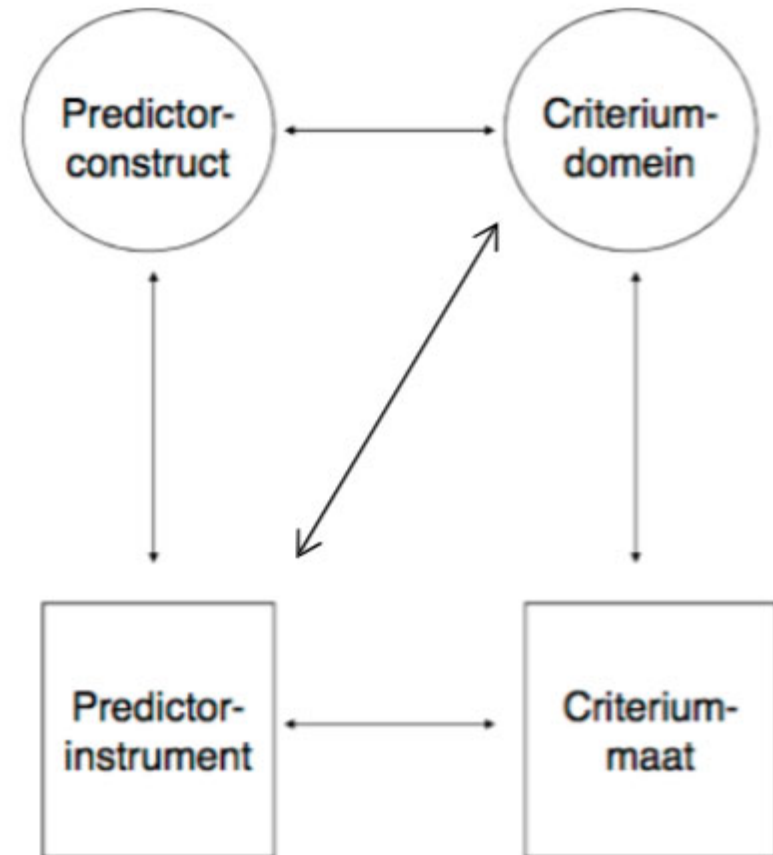 Predictor-
construct
Criterium-
domein
Predictor-
instrument
Criterium-
maat